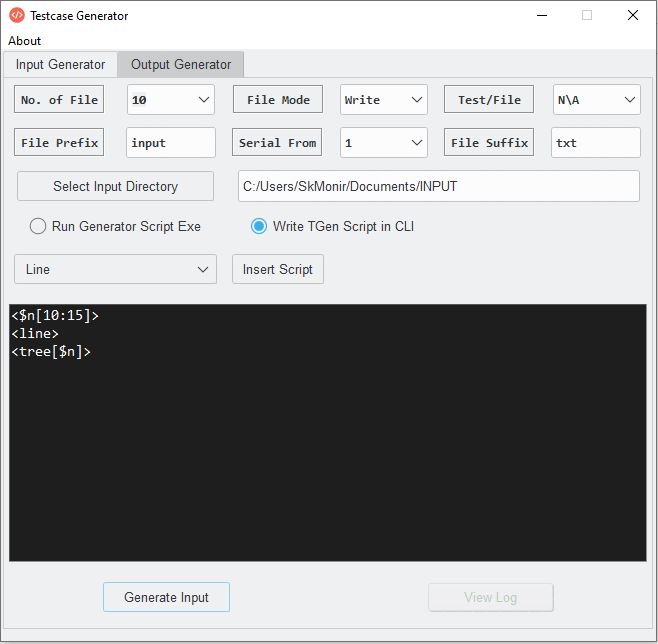 Testcase Generator
About
Input Generator Output Generator
No. of File 10 File Mode Write Test/File N\A
File Prefix input Serial From 1 File Suffix txt
Select Input Directory C:/Users/SkMonir/Documents/INPUT
Run Generator Script Exe Write TGen Script in CLI
Line Insert Script
<$n[10:15]>
<line>
<tree[$n]>
Generate Input View Log